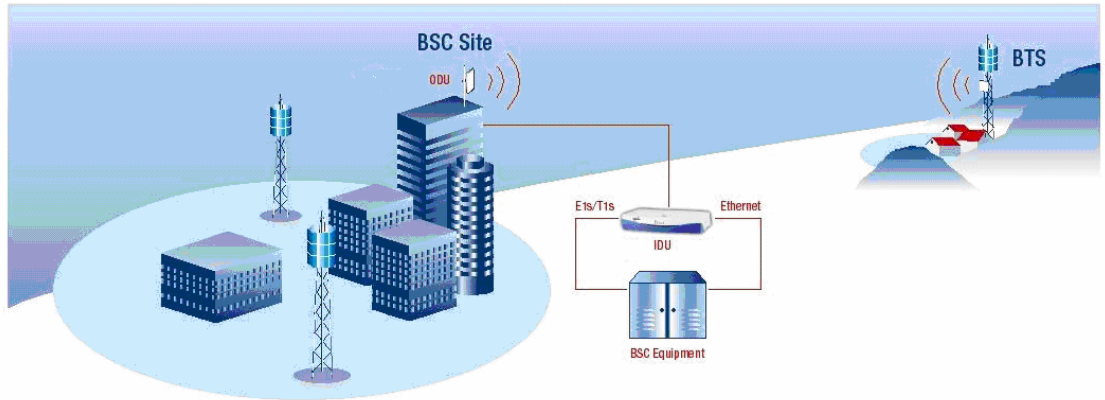 BSC Site
ODU
BTS
E1s/T1s
Ethernet
IDU
BSC Equipment